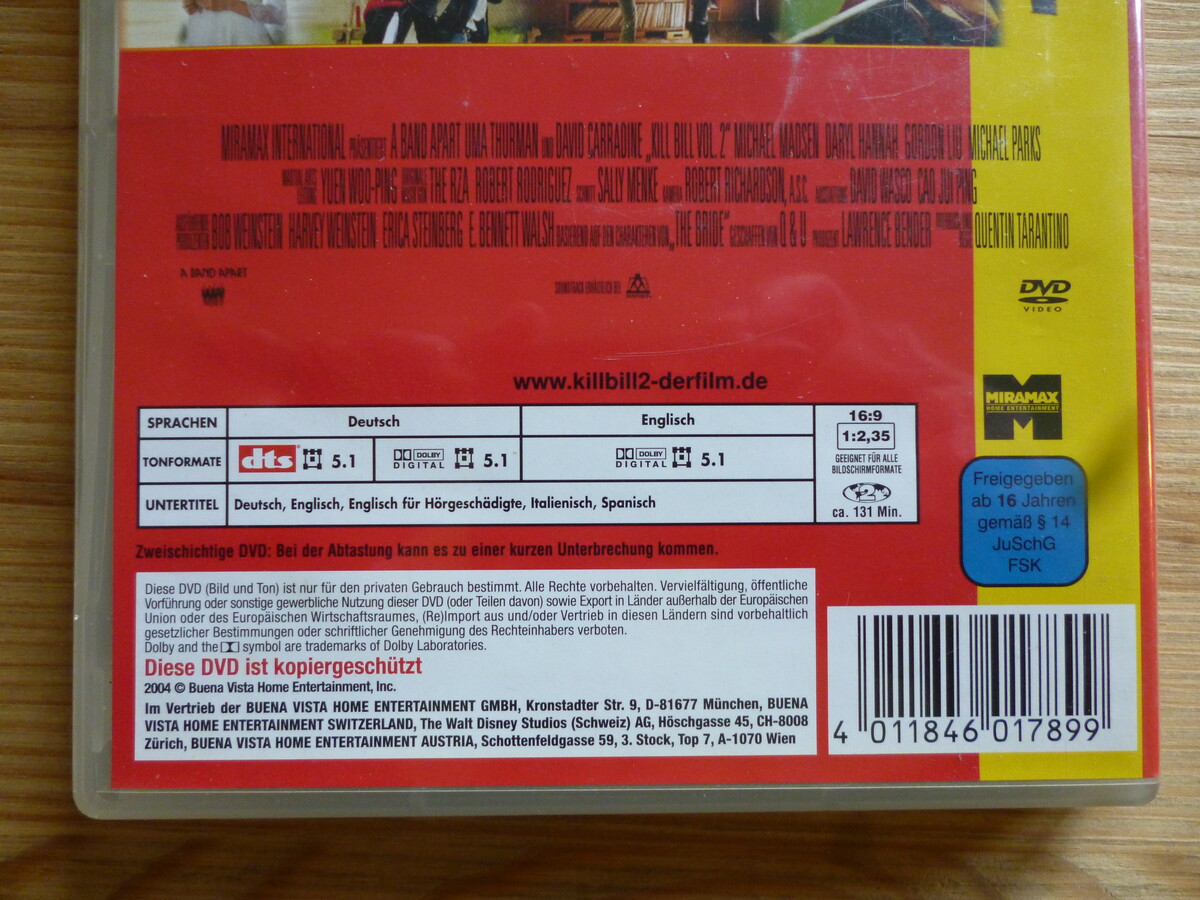 MIRAMAX INTERNATIONAL PRÄSENTIERT A BAND APART UMA THURMAN UND DAVID CARRADINE „KILL BILL VOL. 2" MICHAEL MADSEN DARYL HANNAH GORDON LIU MICHAEL PARKS
YUEN WOO-PING THE RZA ROBERT RODRIGUEZ SCHNITT SALLY MENKE KAMERA ROBERT RICHARDSON, A.S.C. DAVID WASCO CAO JUI PING
PRODUZENTEN BOB WEINSTEIN HARVEY WEINSTEIN ERICA STEINBERG E. BENNETT WALSH BASIEREND AUF DEN CHARAKTEREN VON „THE BRIDE" GESCHAFFEN VON Q & U PRODUZENT LAWRENCE BENDER QUENTIN TARANTINO
A BAND APART
SOUNDTRACK ERHÄLTLICH BEI
DVD
VIDEO
www.killbill2-derfilm.de
MIRAMAX
HOME ENTERTAINMENT
SPRACHEN Deutsch Englisch
TONFORMATE dts 5.1 DOLBY DIGITAL 5.1 DOLBY DIGITAL 5.1
UNTERTITEL Deutsch, Englisch, Englisch für Hörgeschädigte, Italienisch, Spanisch
16:9
1:2,35
GEEIGNET FÜR ALLE
BILDSCHIRMFORMATE
2
ca. 131 Min.
Freigegeben
ab 16 Jahren
gemäß § 14
JuSchG
FSK
Zweischichtige DVD: Bei der Abtastung kann es zu einer kurzen Unterbrechung kommen.
Diese DVD (Bild und Ton) ist nur für den privaten Gebrauch bestimmt. Alle Rechte vorbehalten. Vervielfältigung, öffentliche
Vorführung oder sonstige gewerbliche Nutzung dieser DVD (oder Teilen davon) sowie Export in Länder außerhalb der Europäischen
Union oder des Europäischen Wirtschaftsraumes, (Re)Import aus und/oder Vertrieb in diesen Ländern sind vorbehaltlich
gesetzlicher Bestimmungen oder schriftlicher Genehmigung des Rechteinhabers verboten.
Dolby and the symbol are trademarks of Dolby Laboratories.
Diese DVD ist kopiergeschützt
2004 © Buena Vista Home Entertainment, Inc.
Im Vertrieb der BUENA VISTA HOME ENTERTAINMENT GMBH, Kronstadter Str. 9, D-81677 München, BUENA
VISTA HOME ENTERTAINMENT SWITZERLAND, The Walt Disney Studios (Schweiz) AG, Höschgasse 45, CH-8008
Zürich, BUENA VISTA HOME ENTERTAINMENT AUSTRIA, Schottenfeldgasse 59, 3. Stock, Top 7, A-1070 Wien
4 011846 017899